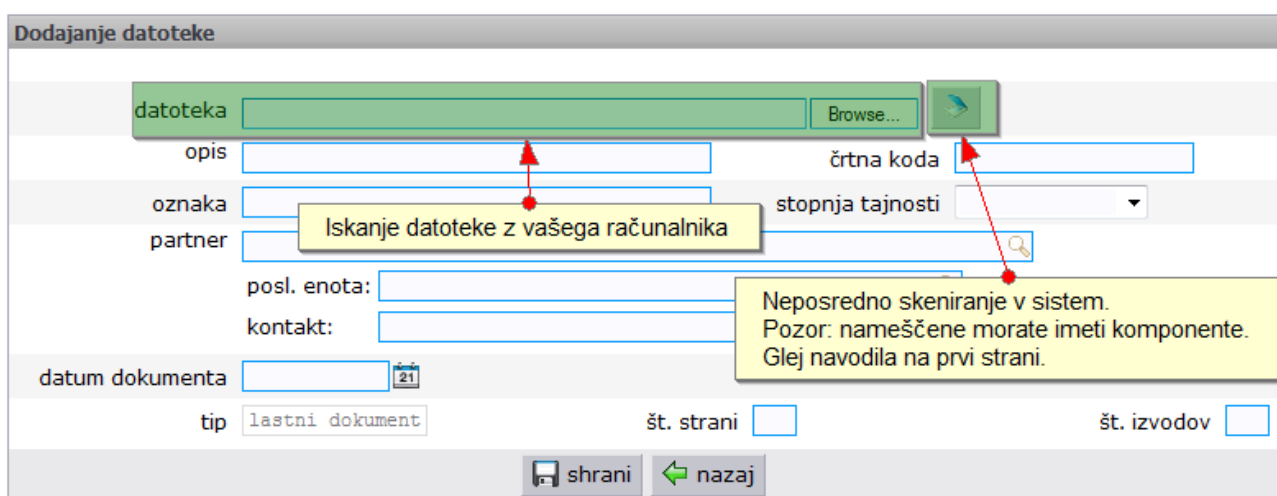 Dodajanje datoteke
datoteka Browse...
opis črtna koda
oznaka stopnja tajnosti
Iskanje datoteke z vašega računalnika
partner
posl. enota:
kontakt:
Neposredno skeniranje v sistem.
Pozor: nameščene morate imeti komponente.
Glej navodila na prvi strani.
datum dokumenta 21
tip lastni dokument št. strani št. izvodov
shrani nazaj